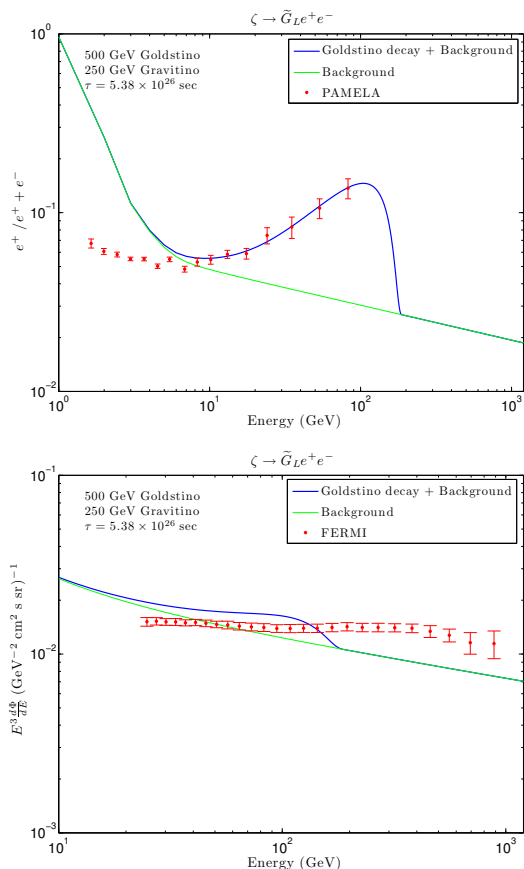 ζ → G̃_L e⁺e⁻
500 GeV Goldstino
250 GeV Gravitino
τ = 5.38 × 10²⁶ sec
Goldstino decay + Background
Background
PAMELA
10⁰
10⁻¹
10⁻²
e⁺ / e⁺ + e⁻
10⁰ 10¹ 10² 10³
Energy (GeV)
ζ → G̃_L e⁺e⁻
500 GeV Goldstino
250 GeV Gravitino
τ = 5.38 × 10²⁶ sec
Goldstino decay + Background
Background
FERMI
10⁻¹
10⁻²
10⁻³
E³ dΦ/dE (GeV⁻² cm² s sr)⁻¹
10¹ 10² 10³
Energy (GeV)